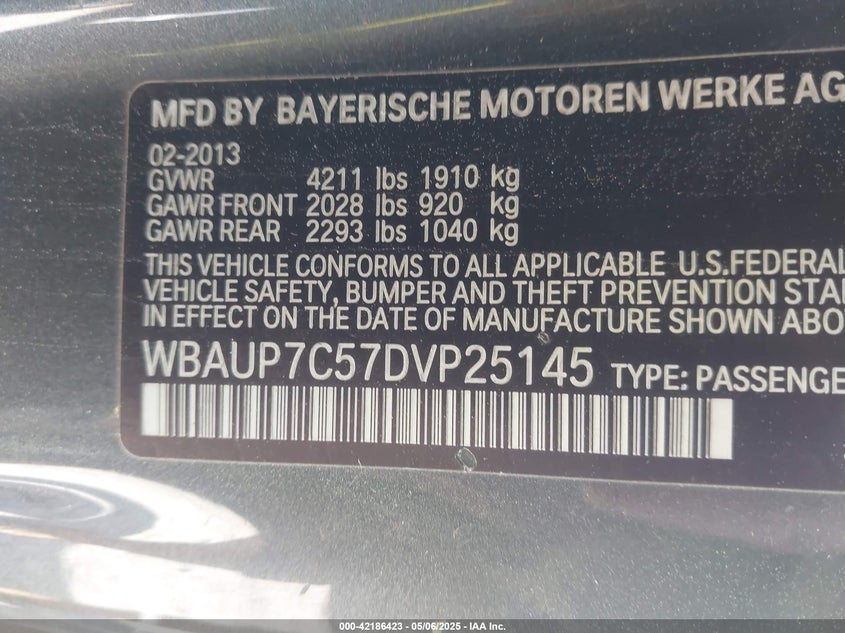 MFD BY BAYERISCHE MOTOREN WERKE AG
02-2013
GVWR 4211 lbs 1910 kg
GAWR FRONT 2028 lbs 920 kg
GAWR REAR 2293 lbs 1040 kg
THIS VEHICLE CONFORMS TO ALL APPLICABLE U.S.FEDERAL
VEHICLE SAFETY, BUMPER AND THEFT PREVENTION STA
IN EFFECT ON THE DATE OF MANUFACTURE SHOWN ABO
WBAUP7C57DVP25145 TYPE: PASSENGE
000-42186423 - 05/06/2025 - IAA Inc.